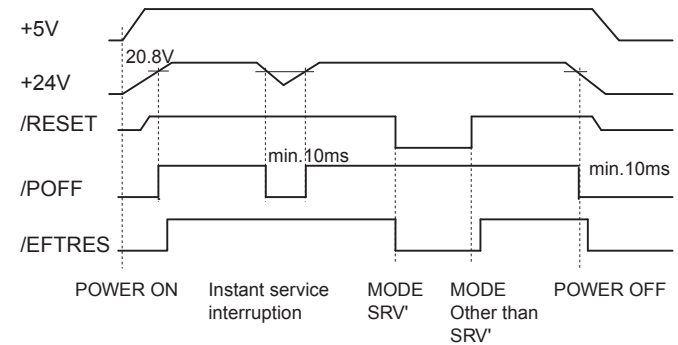 +5V
20.8V
+24V
/RESET
min.10ms
min.10ms
/POFF
/EFTRES
POWER ON
Instant service
interruption
MODE
SRV'
MODE
Other than
SRV'
POWER OFF